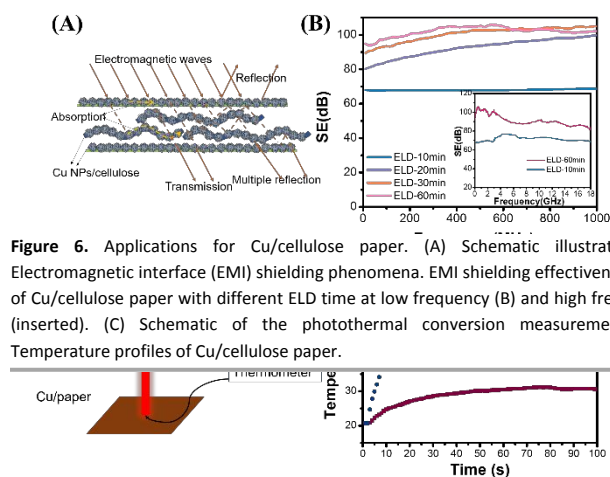 (A)
Electromagnetic waves
Reflection
Absorption
Cu NPs/cellulose
Transmission
Multiple reflection
(B)
SE(dB)
100
80
60
40
20
0
0 200 400 600 800 1000
ELD-10min
ELD-20min
ELD-30min
ELD-60min
SE(dB)
120
100
80
60
40
20
0 2 4 6 8 10 12 14 16 18
Frequency(GHz)
ELD-60min
ELD-10min
Figure 6. Applications for Cu/cellulose paper. (A) Schematic illustrat
Electromagnetic interface (EMI) shielding phenomena. EMI shielding effectiven
of Cu/cellulose paper with different ELD time at low frequency (B) and high fre
(inserted). (C) Schematic of the photothermal conversion measureme
Temperature profiles of Cu/cellulose paper.
Cu/paper
Thermometer
Tempe
30
20
0 10 20 30 40 50 60 70 80 90 100
Time (s)